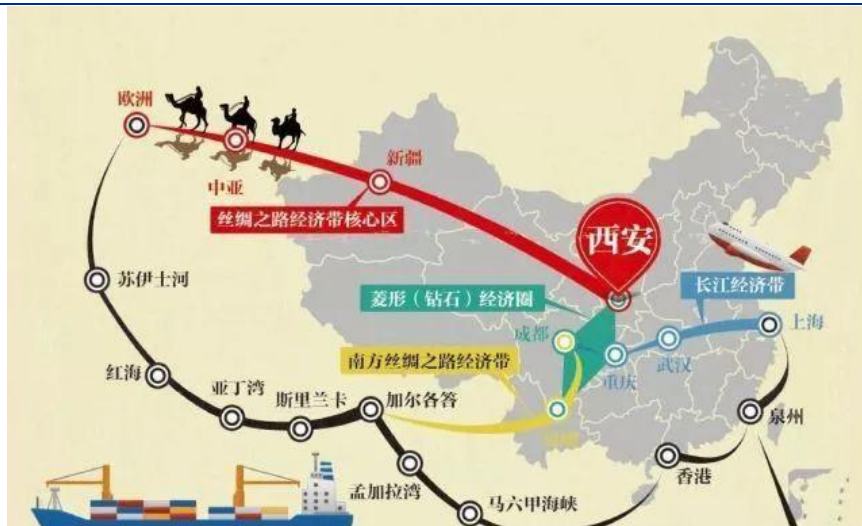 欧洲
中亚
新疆
丝绸之路经济带核心区
西安
苏伊士河
菱形（钻石）经济圈
长江经济带
成都
上海
武汉
重庆
南方丝绸之路经济带
红海
亚丁湾
斯里兰卡
加尔各答
泉州
香港
孟加拉湾
马六甲海峡